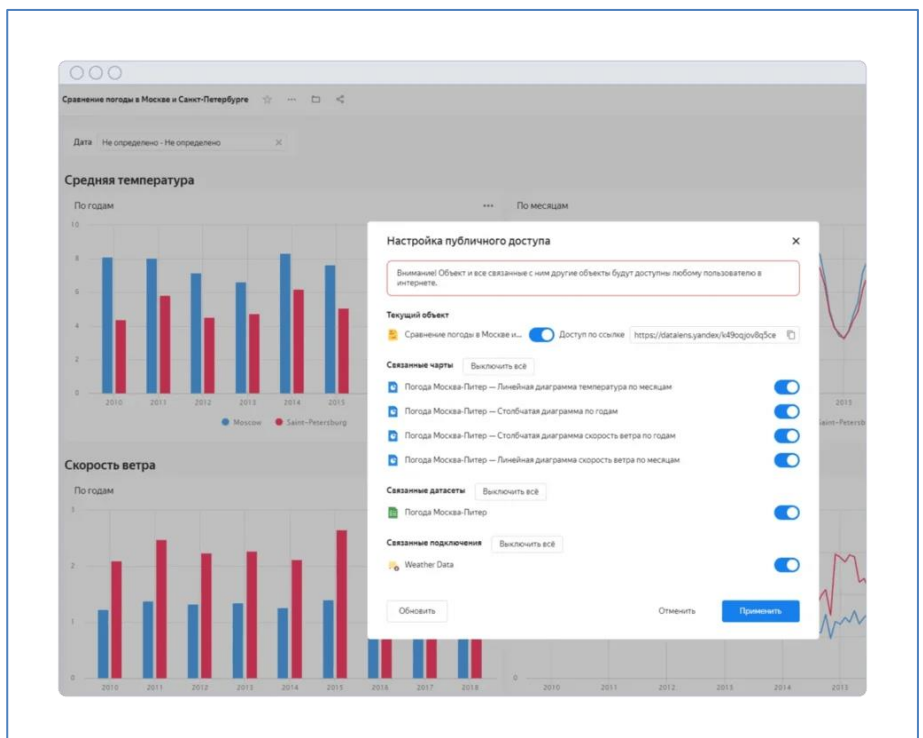 Сравнение погоды в Москве и Санкт-Петербурге
Дата Не определено - Не определено
Средняя температура
По годам
По месяцам
10
8
6
4
2
0
2010 2011 2012 2013 2014 2015
2015
Moscow Saint-Petersburg
Saint-Petersb
Настройка публичного доступа
Внимание! Объект и все связанные с ним другие объекты будут доступны любому пользователю в
интернете.
Текущий объект
Сравнение погоды в Москве и... Доступ по ссылке https://datalens.yandex/k49oqjov8q5ce
Связанные чарты Выключить всё
Погода Москва-Питер — Линейная диаграмма температура по месяцам
Погода Москва-Питер — Столбчатая диаграмма по годам
Погода Москва-Питер — Столбчатая диаграмма скорость ветра по годам
Погода Москва-Питер — Линейная диаграмма скорость ветра по месяцам
Связанные датасеты Выключить всё
Погода Москва-Питер
Связанные подключения Выключить всё
Weather Data
Обновить Отменить Применить
Скорость ветра
По годам
3
2
1
0
2010 2011 2012 2013 2014 2015 2016 2017 2018
0
2010 2011 2012 2013 2014 2015